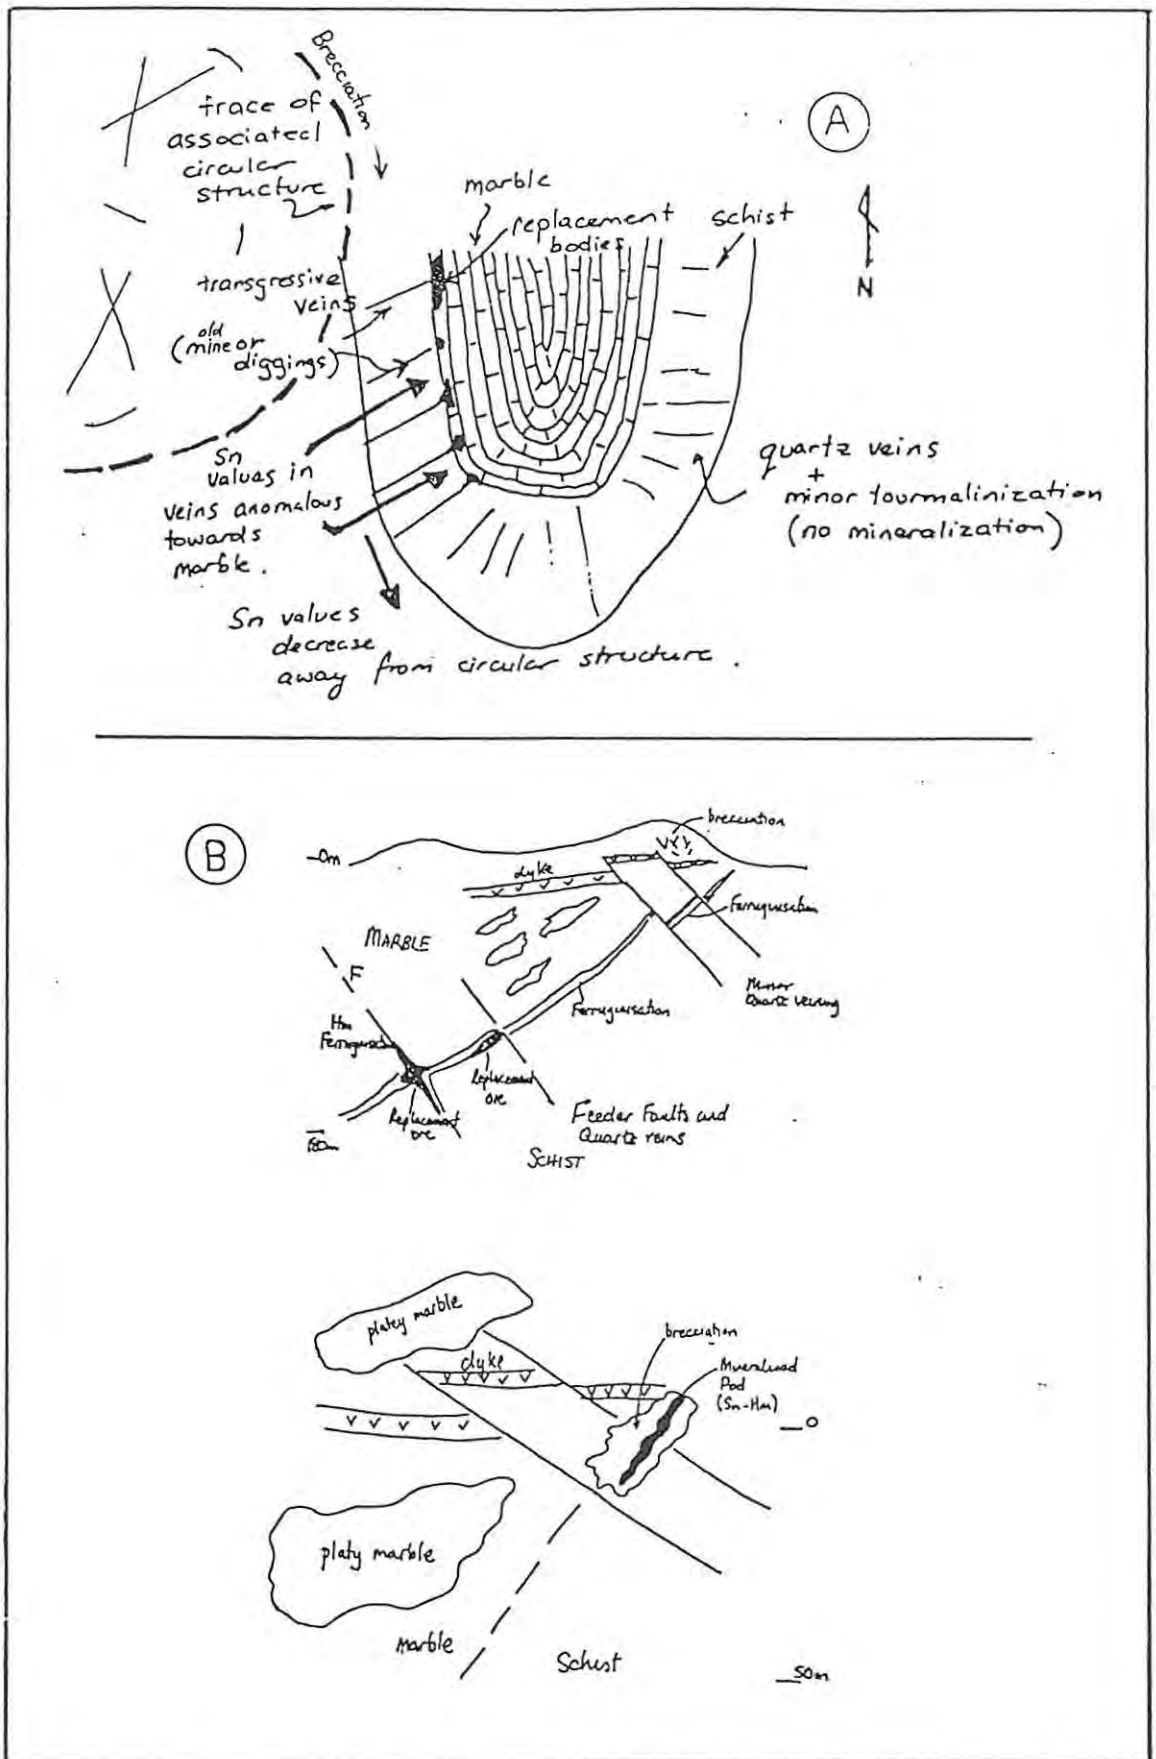 Brecciation
trace of
associated
circular
structure
A
N
marble
replacement
bodies
schist
transgressive
veins
(old mine or
diggings)
Sn
values in
veins anomalous
towards
marble.
quartz veins
+
minor tourmalinization
(no mineralization)
Sn values
decrease
away from circular structure.
B
0m
brecciation
dyke
MARBLE
F
Ferruginisation
Minor
Quartz veining
Ferruginisation
Hm
Replacement
ore
Replacement
ore
Feeder Faults and
Quartz veins
SCHIST
platey marble
dyke
brecciation
Mineralised
Pod
(Sn-Hm)
0
platy marble
Marble
Schist
50m